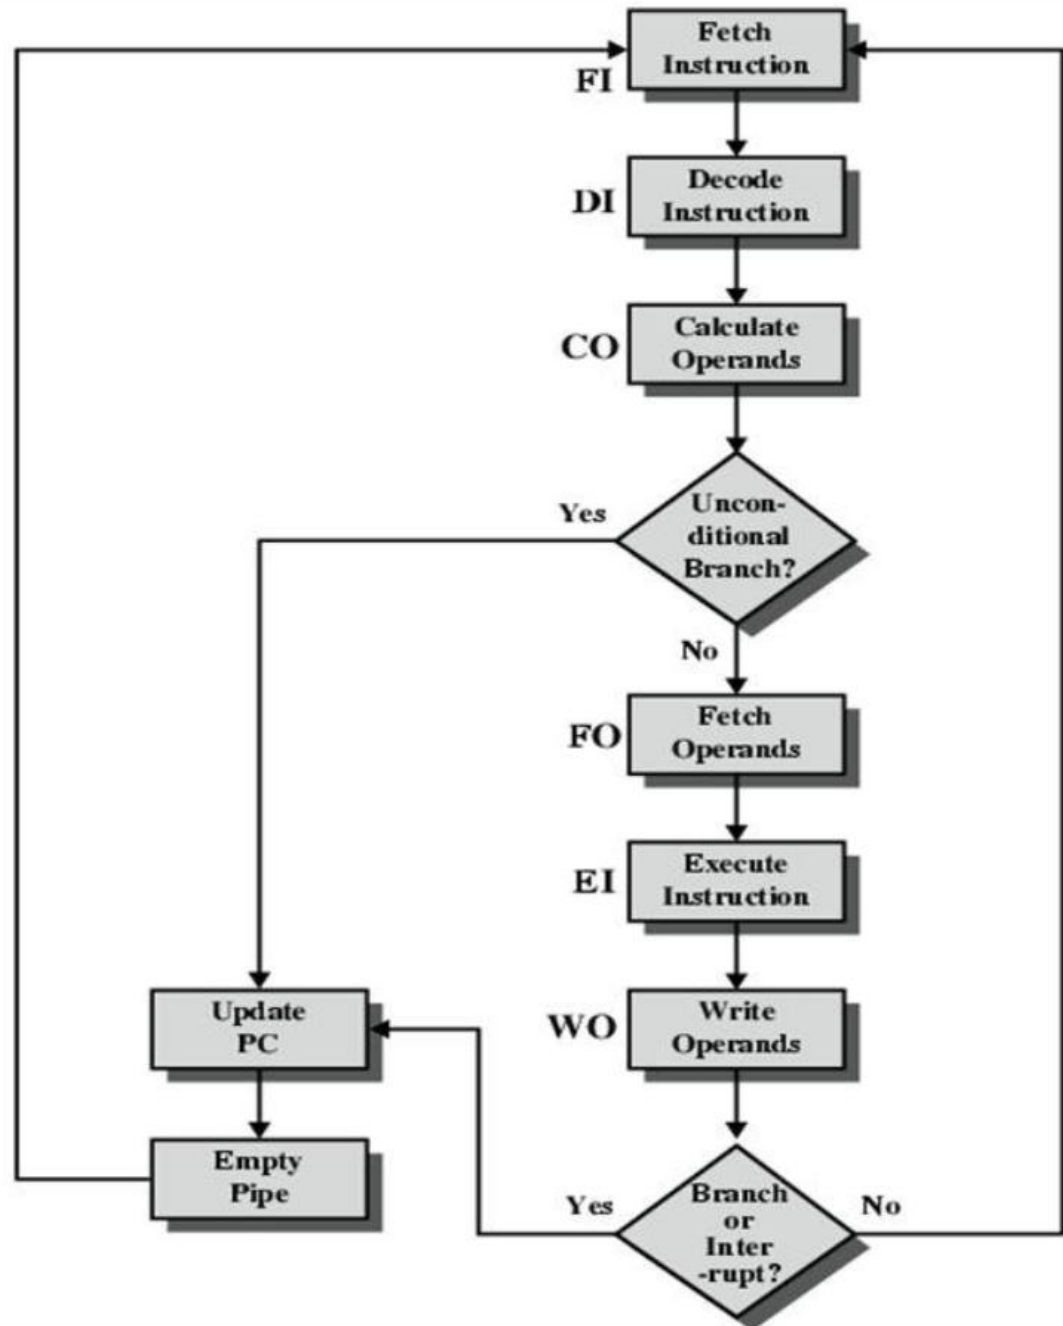 Fetch
Instruction
FI
Decode
Instruction
DI
Calculate
Operands
CO
Uncon-
ditional
Branch?
Yes
No
Fetch
Operands
FO
Execute
Instruction
EI
Update
PC
Write
Operands
WO
Empty
Pipe
Branch
or
Inter
-rupt?
Yes
No